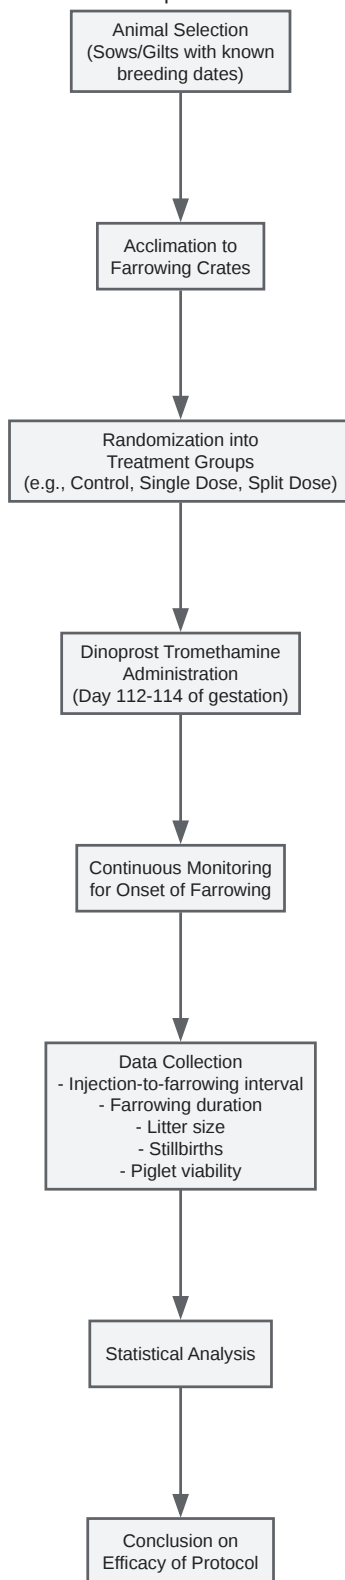 Animal Selection
(Sows/Gilts with known
breeding dates)
Acclimation to
Farrowing Crates
Randomization into
Treatment Groups
(e.g., Control, Single Dose, Split Dose)
Dinoprost Tromethamine
Administration
(Day 112-114 of gestation)
Continuous Monitoring
for Onset of Farrowing
Data Collection
- Injection-to-farrowing interval
- Farrowing duration
- Litter size
- Stillbirths
- Piglet viability
Statistical Analysis
Conclusion on
Efficacy of Protocol